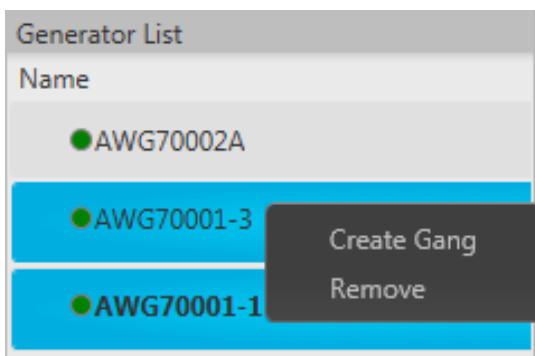 Generator List
Name
AWG70002A
AWG70001-3
Create Gang
Remove
AWG70001-1